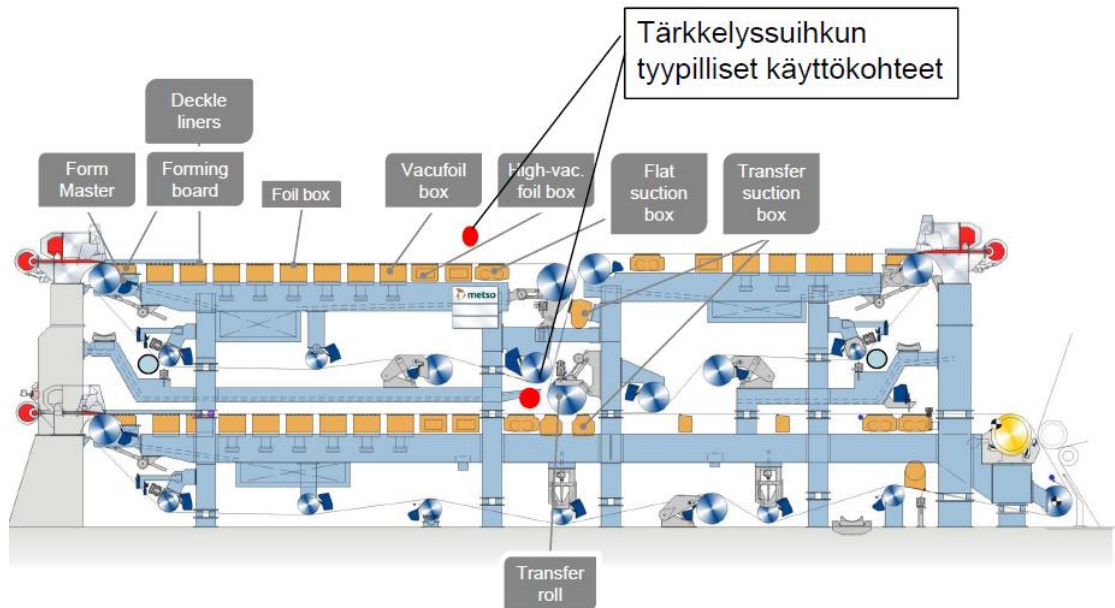 Tärkkelyssuihkun
tyypilliset käyttökohteet
Deckle
liners
Form
Master
Forming
board
Foil box
Vacufoil
box
High-vac.
foil box
Flat
suction
box
Transfer
suction
box
metso
Transfer
roll